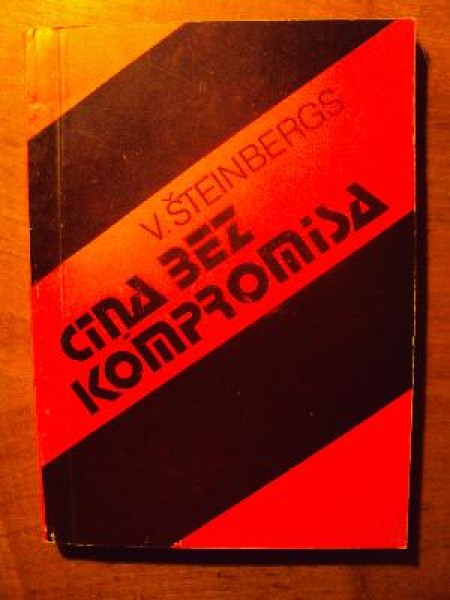 V. ŠTEINBERGS
CĪŅA BEZ
KOMPROMISA